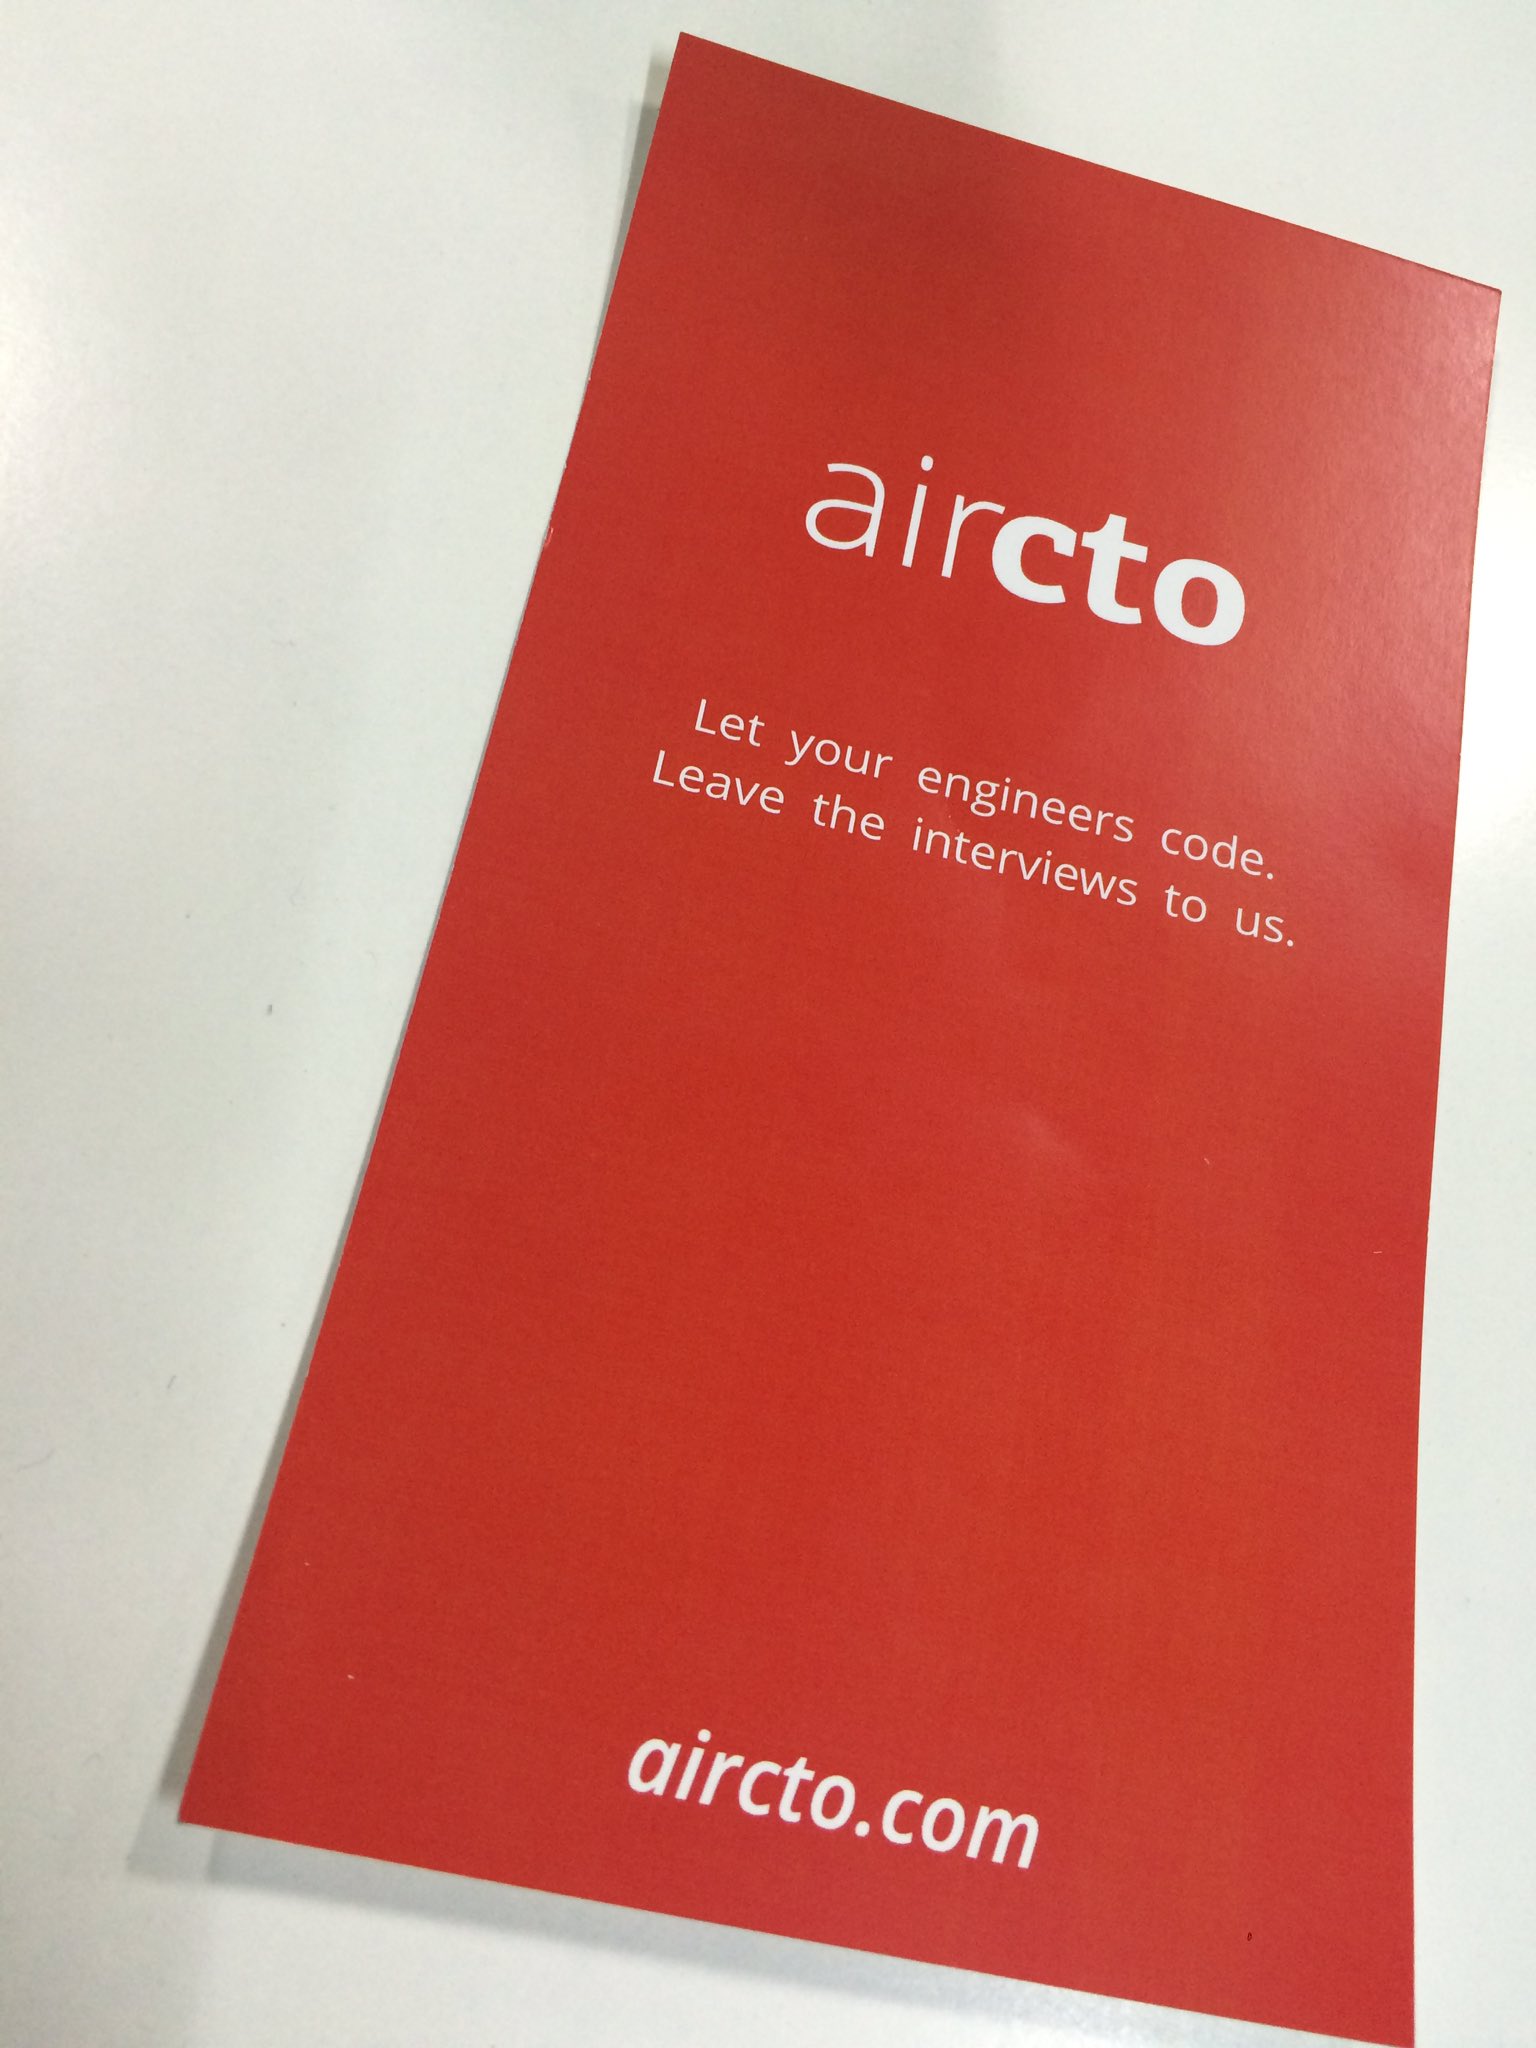 aircto
Let your engineers code.
Leave the interviews to us.
aircto.com